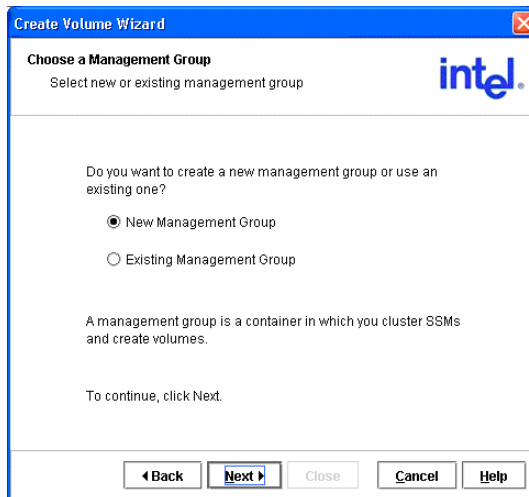 Create Volume Wizard
Choose a Management Group
Select new or existing management group
intel.
Do you want to create a new management group or use an
existing one?
New Management Group
Existing Management Group
A management group is a container in which you cluster SSMs
and create volumes.
To continue, click Next.
Back Next Close Cancel Help